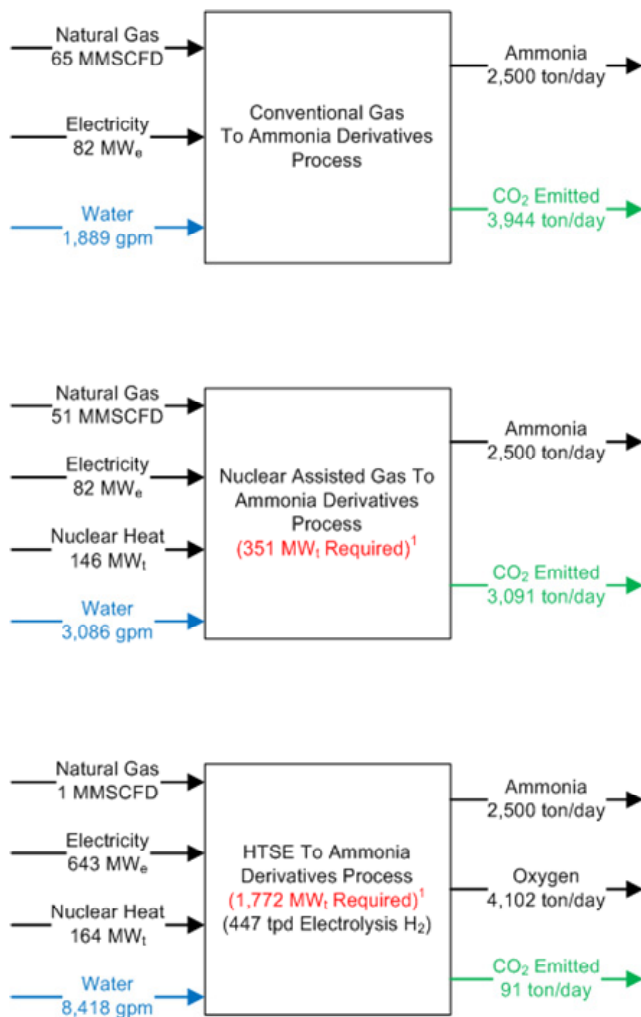 Natural Gas
65 MMSCFD
Electricity
82 MWₑ
Water
1,889 gpm
Conventional Gas
To Ammonia Derivatives
Process
Ammonia
2,500 ton/day
CO₂ Emitted
3,944 ton/day
Natural Gas
51 MMSCFD
Electricity
82 MWₑ
Nuclear Heat
146 MWₜ
Water
3,086 gpm
Nuclear Assisted Gas To
Ammonia Derivatives
Process
(351 MWₜ Required)¹
Ammonia
2,500 ton/day
CO₂ Emitted
3,091 ton/day
Natural Gas
1 MMSCFD
Electricity
643 MWₑ
Nuclear Heat
164 MWₜ
Water
8,418 gpm
HTSE To Ammonia
Derivatives Process
(1,772 MWₜ Required)¹
(447 tpd Electrolysis H₂)
Ammonia
2,500 ton/day
Oxygen
4,102 ton/day
CO₂ Emitted
91 ton/day